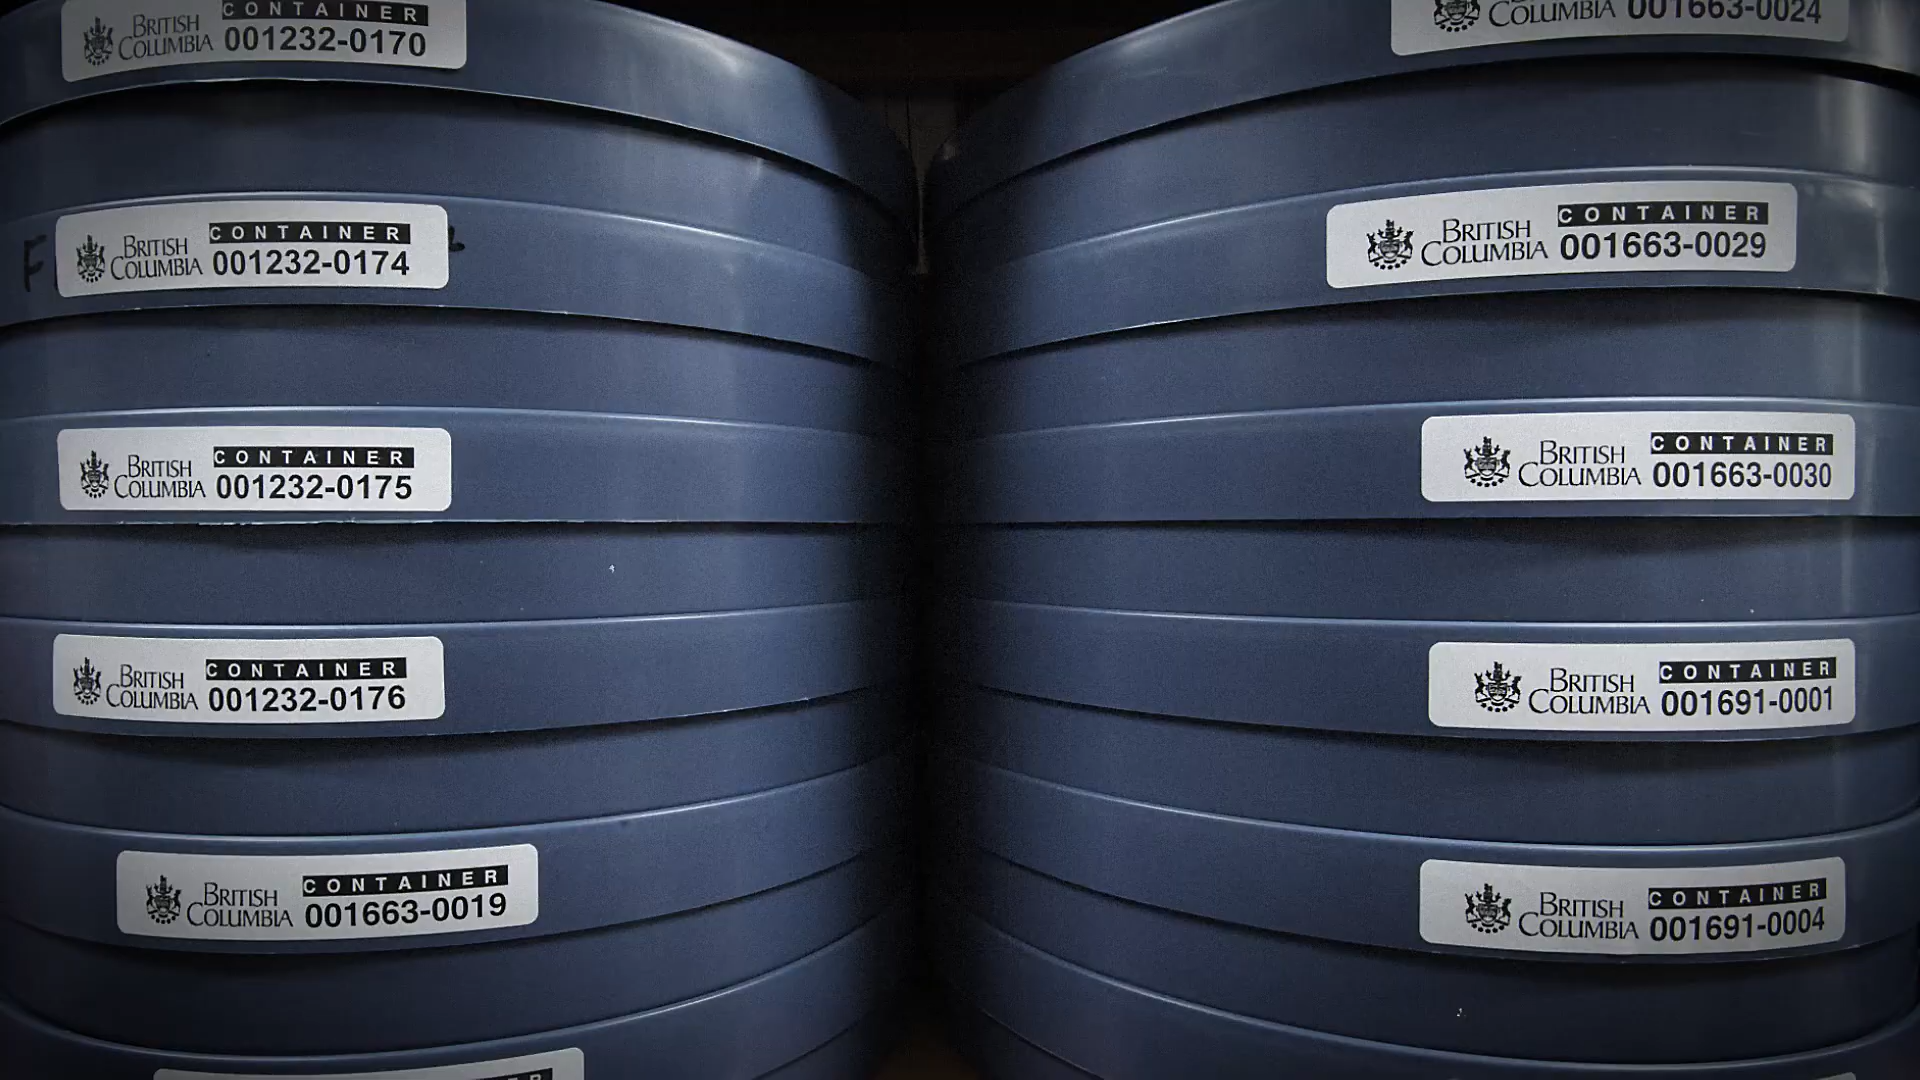 BRITISH COLUMBIA
CONTAINER
001232-0170
BRITISH COLUMBIA
CONTAINER
001232-0174
BRITISH COLUMBIA
CONTAINER
001232-0175
BRITISH COLUMBIA
CONTAINER
001232-0176
BRITISH COLUMBIA
CONTAINER
001663-0019
COLUMBIA
001663-0024
BRITISH COLUMBIA
CONTAINER
001663-0029
BRITISH COLUMBIA
CONTAINER
001663-0030
BRITISH COLUMBIA
CONTAINER
001691-0001
BRITISH COLUMBIA
CONTAINER
001691-0004